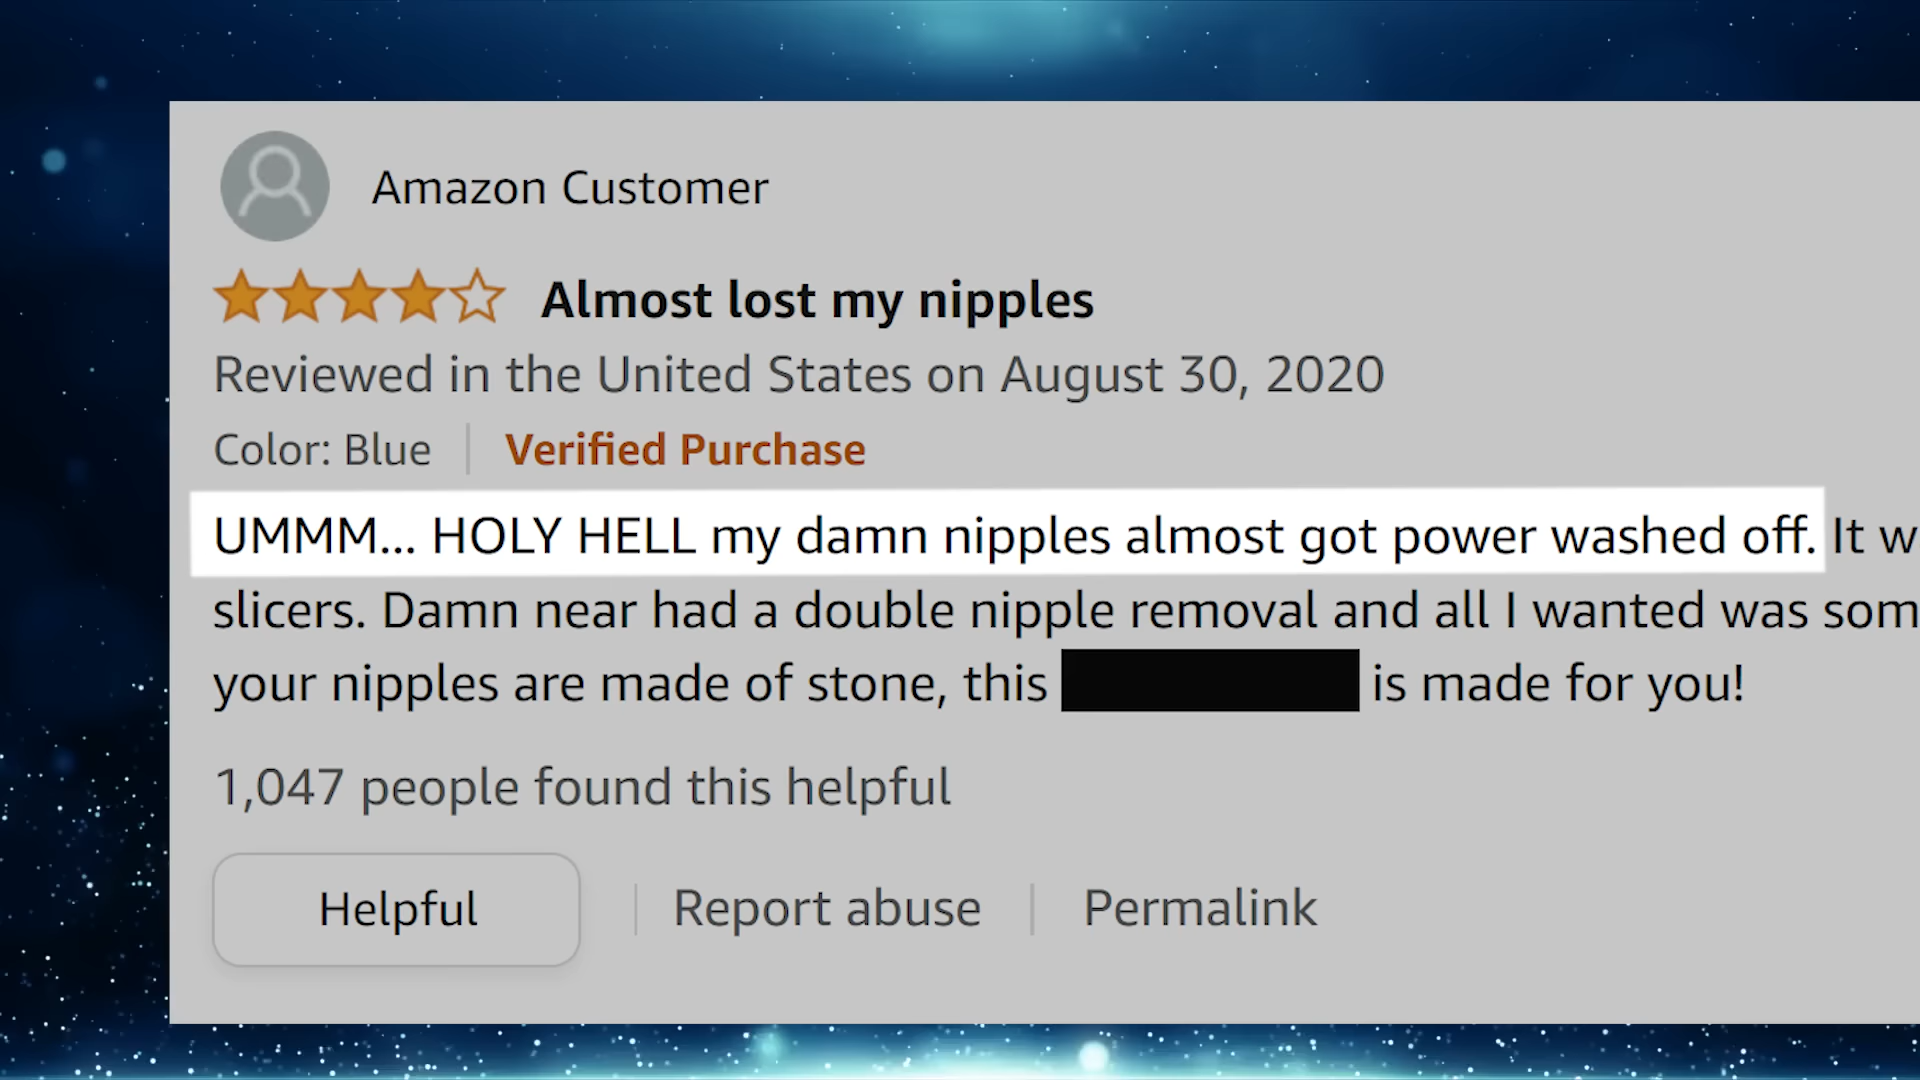 Amazon Customer
Almost lost my nipples
Reviewed in the United States on August 30, 2020
Color: Blue Verified Purchase
UMMM... HOLY HELL my damn nipples almost got power washed off. It
slicers. Damn near had a double nipple removal and all I wanted was
your nipples are made of stone, this is made for you!
1,047 people found this helpful
Helpful Report abuse Permalink